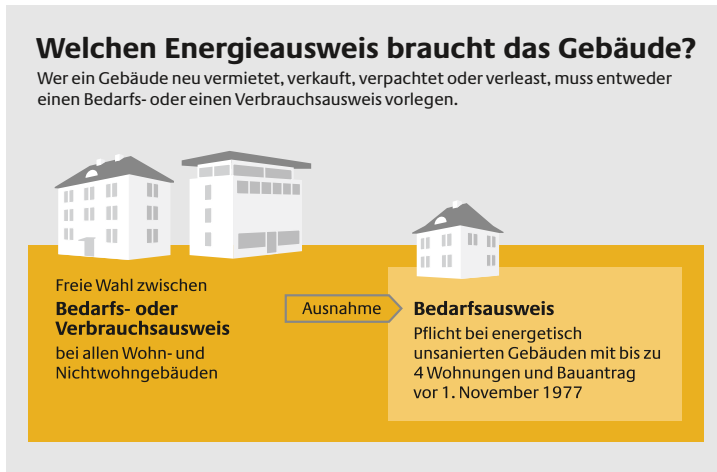 Welchen Energieausweis braucht das Gebäude?
Wer ein Gebäude neu vermietet, verkauft, verpachtet oder verleast, muss entweder
einen Bedarfs- oder einen Verbrauchsausweis vorlegen.
Freie Wahl zwischen
Bedarfs- oder
Verbrauchsausweis
bei allen Wohn- und
Nichtwohngebäuden
Ausnahme
Bedarfsausweis
Pflicht bei energetisch
unsanierten Gebäuden mit bis zu
4 Wohnungen und Bauantrag
vor 1. November 1977